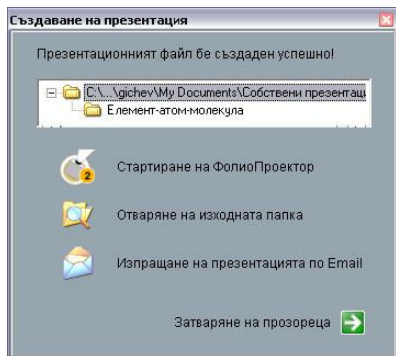 Създаване на презентация
Презентационният файл бе създаден успешно!
C:\...\gichev\My Documents\Собствени презентаци
Елемент-атом-молекула
2
Стартиране на ФолиоПроектор
Отваряне на изходната папка
Изпращане на презентацията по Email
Затваряне на прозореца